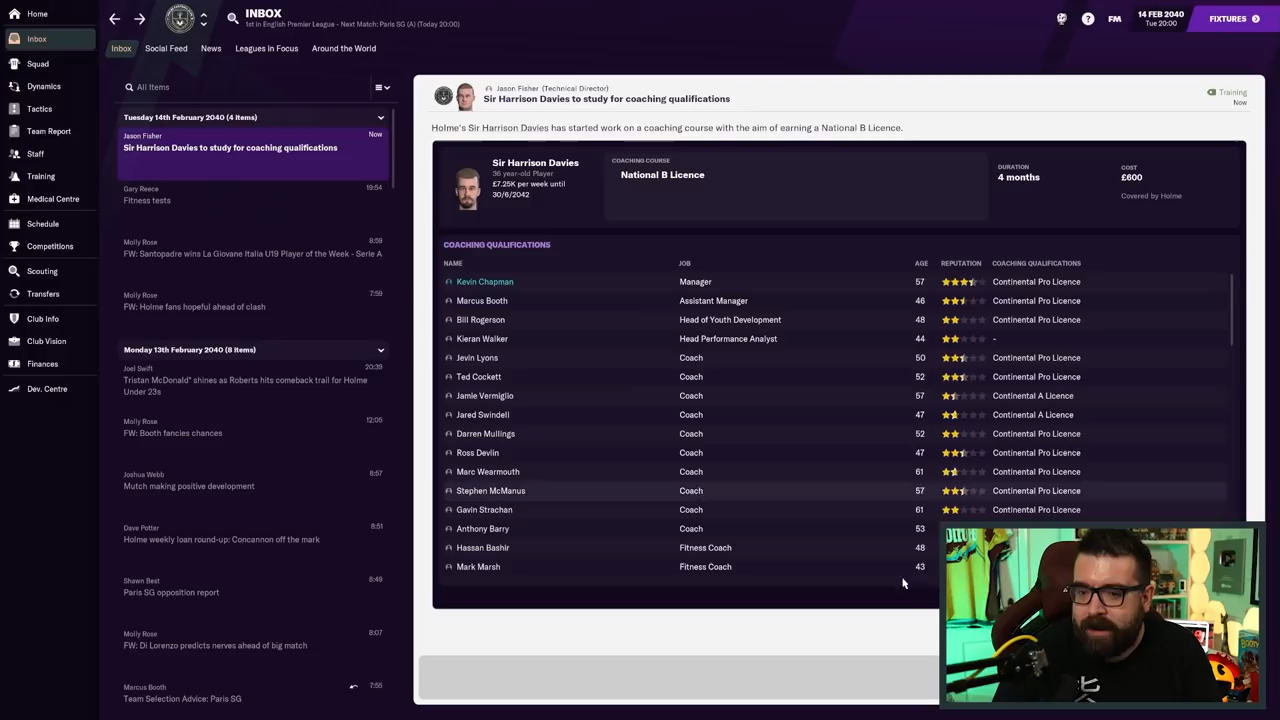 Home
Inbox
Squad
Dynamics
Tactics
Team Report
Staff
Training
Medical Centre
Schedule
Competitions
Scouting
Transfers
Club Info
Club Vision
Finances
Dev. Centre
INBOX
1st in English Premier League - Next Match: Paris SG (A) (Today 20:00)
FM
14 FEB 2040
Tue 20:00
FIXTURES
Inbox
Social Feed
News
Leagues in Focus
Around the World
All Items
Tuesday 14th February 2040 (4 items)
Jason Fisher Now
Sir Harrison Davies to study for coaching qualifications
Gary Reece 19:54
Fitness tests
Molly Rose 8:59
FW: Santopadre wins La Giovane Italia U19 Player of the Week - Serie A
Molly Rose 7:59
FW: Holme fans hopeful ahead of clash
Monday 13th February 2040 (8 items)
Joel Swift 20:39
Tristan McDonald" shines as Roberts hits comeback trail for Holme
Under 23s
Molly Rose 12:05
FW: Booth fancies chances
Joshua Webb 8:57
Mutch making positive development
Dave Potter 8:51
Holme weekly loan round-up: Concannon off the mark
Shawn Best 8:49
Paris SG opposition report
Molly Rose 8:07
FW: Di Lorenzo predicts nerves ahead of big match
Marcus Booth 7:55
Team Selection Advice: Paris SG
Jason Fisher (Technical Director)
Sir Harrison Davies to study for coaching qualifications
Training
Now
Holme's Sir Harrison Davies has started work on a coaching course with the aim of earning a National B Licence.
Sir Harrison Davies
36 year-old Player
£7.25K per week until
30/6/2042
COACHING COURSE
National B Licence
DURATION
4 months
COST
£600
Covered by Holme
COACHING QUALIFICATIONS
NAME JOB AGE REPUTATION COACHING QUALIFICATIONS
Kevin Chapman Manager 57 Continental Pro Licence
Marcus Booth Assistant Manager 46 Continental Pro Licence
Bill Rogerson Head of Youth Development 48 Continental Pro Licence
Kieran Walker Head Performance Analyst 44 -
Jevin Lyons Coach 50 Continental Pro Licence
Ted Cockett Coach 52 Continental Pro Licence
Jamie Vermiglio Coach 57 Continental A Licence
Jared Swindell Coach 47 Continental A Licence
Darren Mullings Coach 52 Continental Pro Licence
Ross Devlin Coach 47 Continental Pro Licence
Marc Wearmouth Coach 61 Continental Pro Licence
Stephen McManus Coach 57 Continental Pro Licence
Gavin Strachan Coach 61 Continental Pro Licence
Anthony Barry Coach 53
Hassan Bashir Fitness Coach 48
Mark Marsh Fitness Coach 43